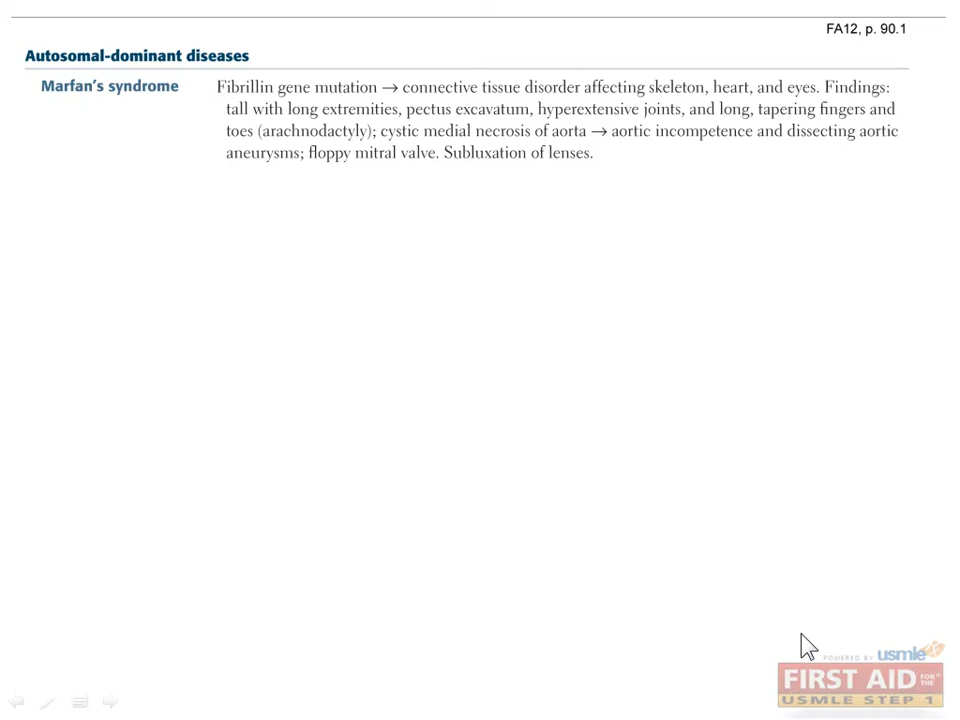 FA12, p. 90.1
Autosomal-dominant diseases
Marfan's syndrome
Fibrillin gene mutation → connective tissue disorder affecting skeleton, heart, and eyes. Findings:
tall with long extremities, pectus excavatum, hyperextensive joints, and long, tapering fingers and
toes (arachnodactyly); cystic medial necrosis of aorta → aortic incompetence and dissecting aortic
aneurysms; floppy mitral valve. Subluxation of lenses.
POWERED BY usmle
FIRST AID FOR THE
USMLE STEP 1